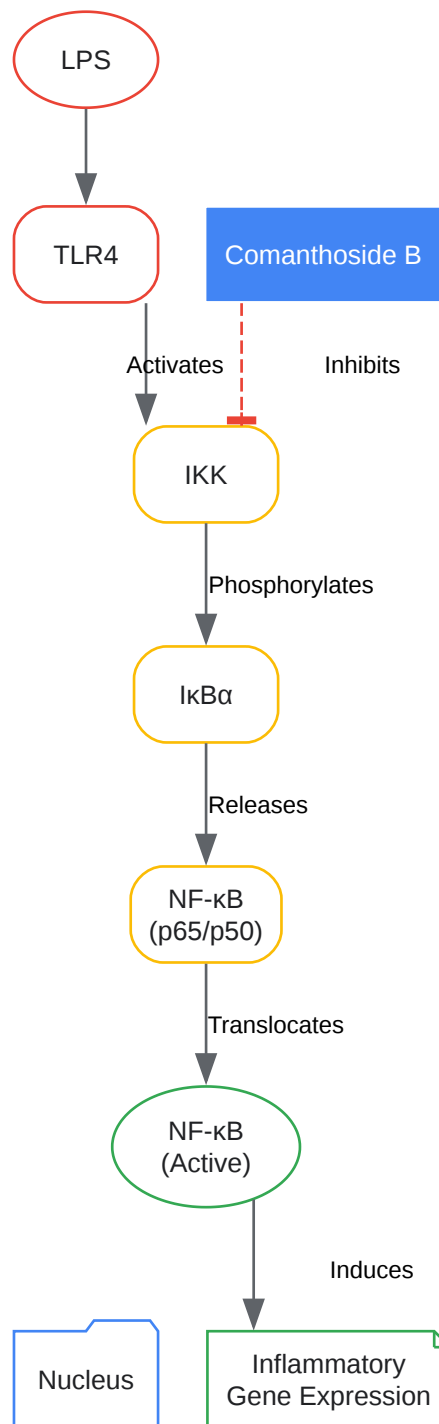 LPS
TLR4
Comanthoside B
Activates
Inhibits
IKK
Phosphorylates
IκBα
Releases
NF-κB
(p65/p50)
Translocates
NF-κB
(Active)
Induces
Nucleus
Inflammatory
Gene Expression